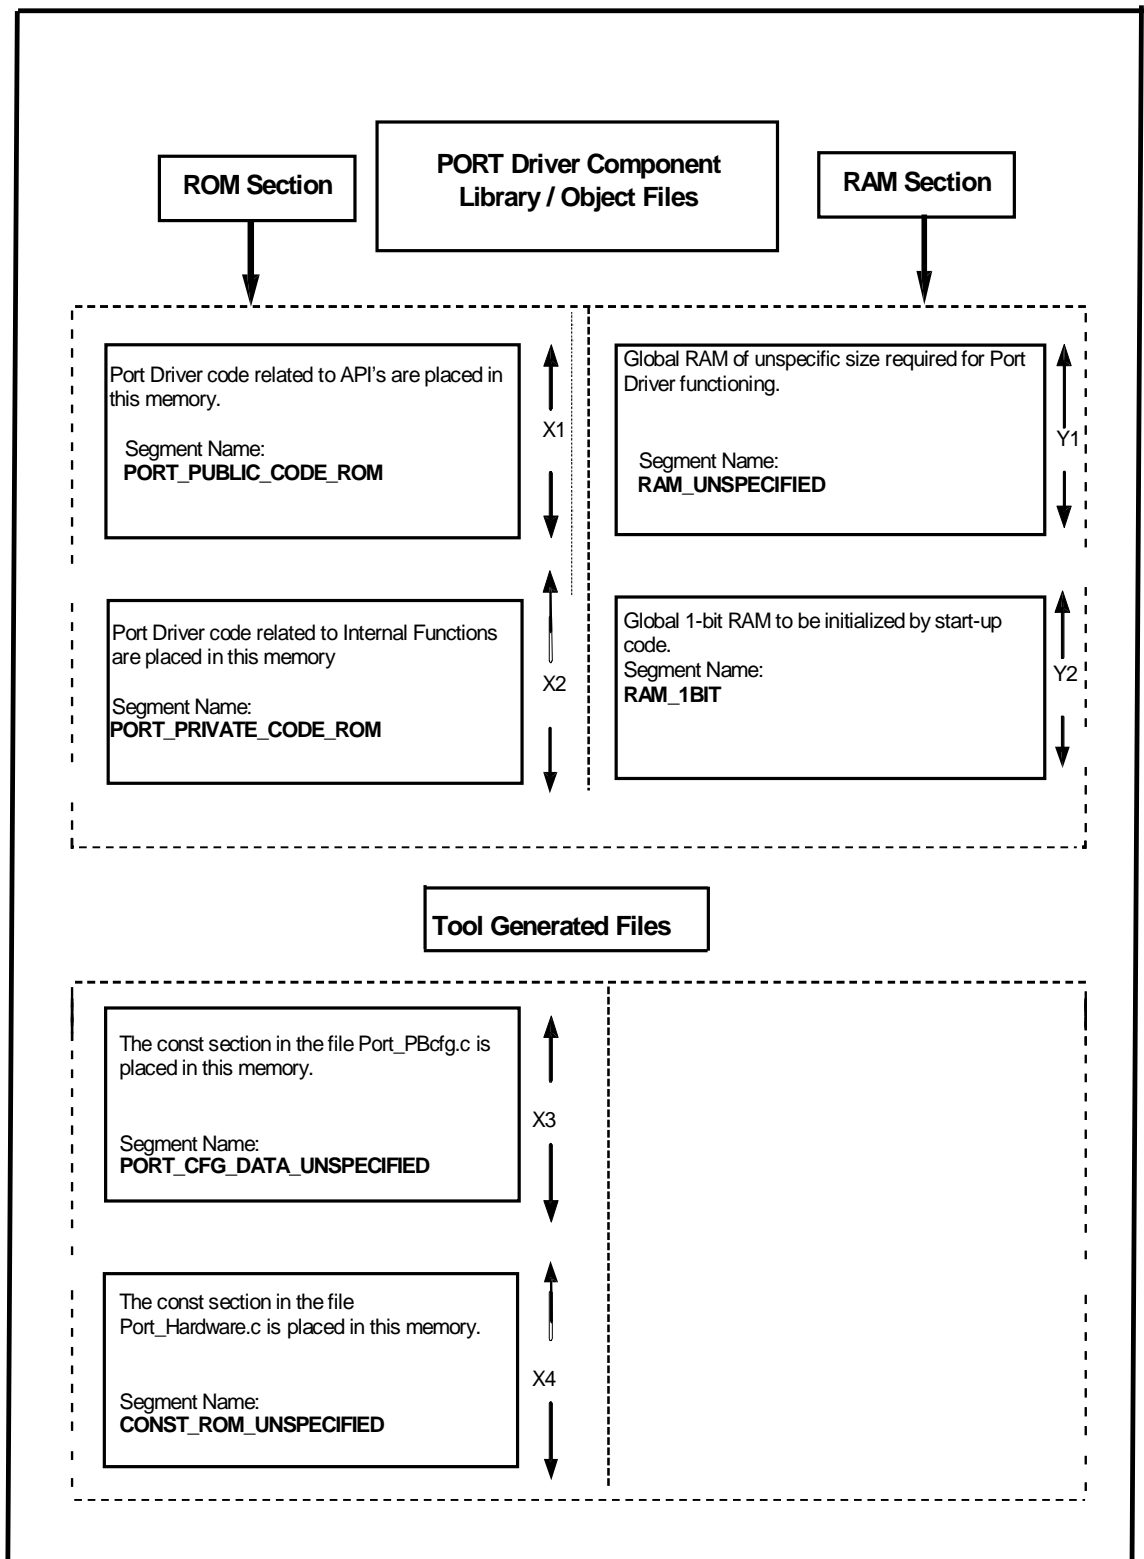 PORT Driver Component
Library / Object Files
ROM Section
RAM Section
Port Driver code related to API's are placed in
this memory.
Segment Name:
PORT_PUBLIC_CODE_ROM
X1
Global RAM of unspecific size required for Port
Driver functioning.
Segment Name:
RAM_UNSPECIFIED
Y1
Port Driver code related to Internal Functions
are placed in this memory
Segment Name:
PORT_PRIVATE_CODE_ROM
X2
Global 1-bit RAM to be initialized by start-up
code.
Segment Name:
RAM_1BIT
Y2
Tool Generated Files
The const section in the file Port_PBcfg.c is
placed in this memory.
Segment Name:
PORT_CFG_DATA_UNSPECIFIED
X3
The const section in the file
Port_Hardware.c is placed in this memory.
Segment Name:
CONST_ROM_UNSPECIFIED
X4